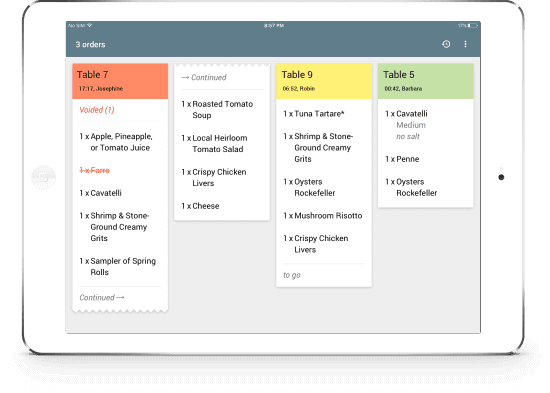 No SIM
8:57 PM
17%
3 orders
Table 7
17:17, Josephine
Voided (1)
1 x Apple, Pineapple,
or Tomato Juice
1 x Farro
1 x Cavatelli
1 x Shrimp & Stone-
Ground Creamy
Grits
1 x Sampler of Spring
Rolls
Continued →
→ Continued
1 x Roasted Tomato
Soup
1 x Local Heirloom
Tomato Salad
1 x Crispy Chicken
Livers
1 x Cheese
Table 9
06:52, Robin
1 x Tuna Tartare*
1 x Shrimp & Stone-
Ground Creamy
Grits
1 x Oysters
Rockefeller
1 x Mushroom Risotto
1 x Crispy Chicken
Livers
to go
Table 5
00:42, Barbara
1 x Cavatelli
Medium
no salt
1 x Penne
1 x Oysters
Rockefeller